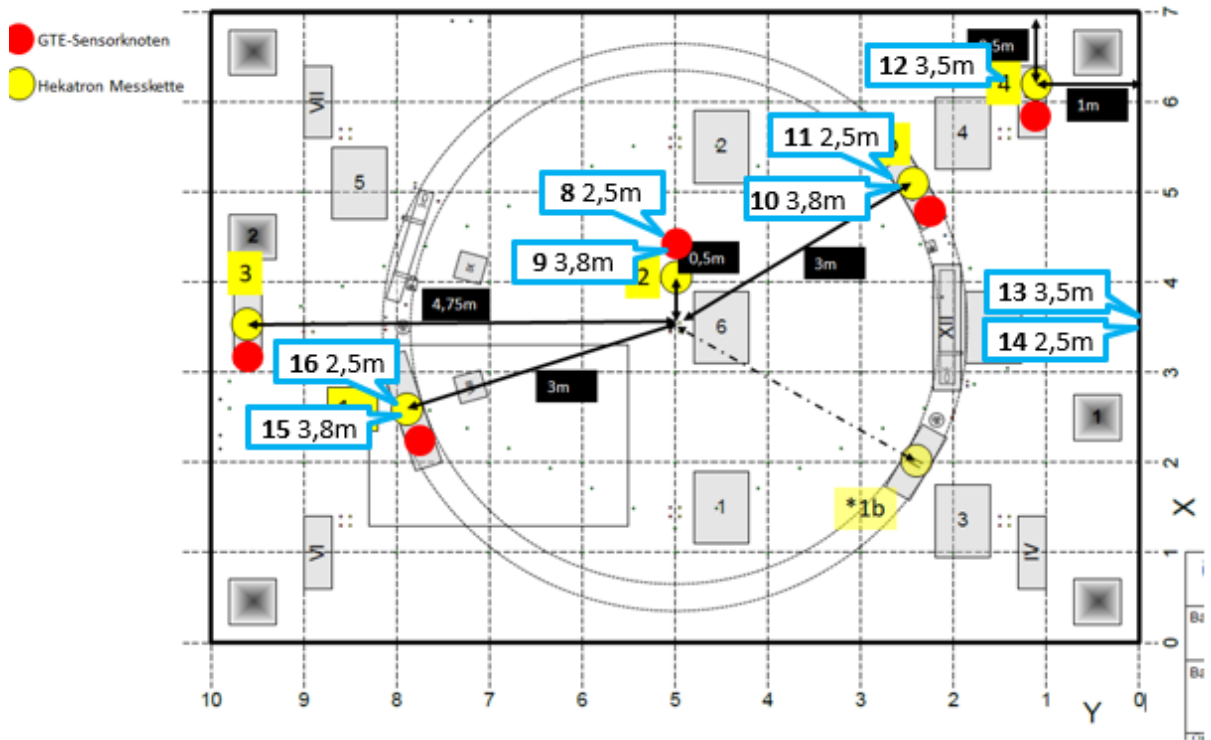 GTE-Sensorknoten
Hekatron Messkette
7
6
5
4
3
2
1
0
X
10
9
8
7
6
5
4
3
2
1
0
Y
VII
VI
IV
XII
5
2
4
6
1
3
2
1
3
2
4
*1b
12 3,5m
11 2,5m
10 3,8m
8 2,5m
9 3,8m
13 3,5m
14 2,5m
16 2,5m
15 3,8m
0,5m
1m
0,5m
3m
4,75m
3m